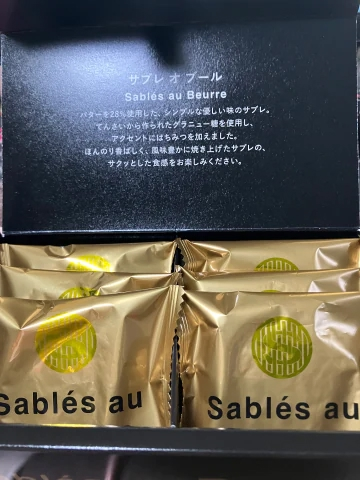 サブレ オ ブール
Sablés au Beurre
バターを28%使用した、シンプルな優しい味のサブレ。
てんさいから作られたグラニュー糖を使用し、
アクセントにはちみつを加えました。
ほんのり香ばしく、風味豊かに焼き上げたサブレの、
サクッとした食感をお楽しみください。
Sablés au
Sablés au